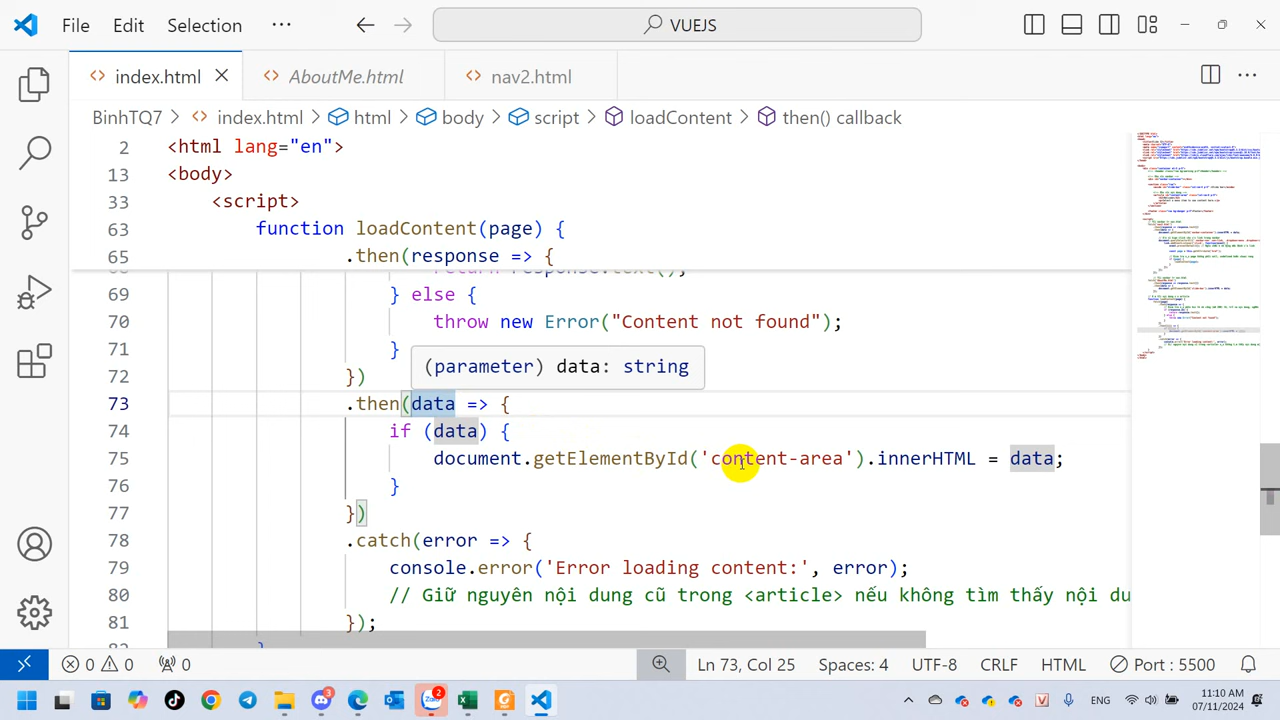 File Edit Selection ··· VUEJS
index.html AboutMe.html nav2.html
BinhTQ7 > index.html > html > body > script > loadContent > then() callback
2 <html lang="en">
13 <body>
33 <script>
63 function loadContent(page)
65 .then(response =>
69 } else {
70 throw new Error("Content not found");
71
(parameter) data: string
72 })
73 .then(data => {
74 if (data) {
75 document.getElementById('content-area').innerHTML = data;
76 }
77 })
78 .catch(error => {
79 console.error('Error loading content:', error);
80 // Giữ nguyên nội dung cũ trong <article> nếu không tìm thấy nội du
81 });
82 }
0 0 0 Ln 73, Col 25 Spaces: 4 UTF-8 CRLF HTML Port : 5500
2 ENG 11:10 AM
07/11/2024